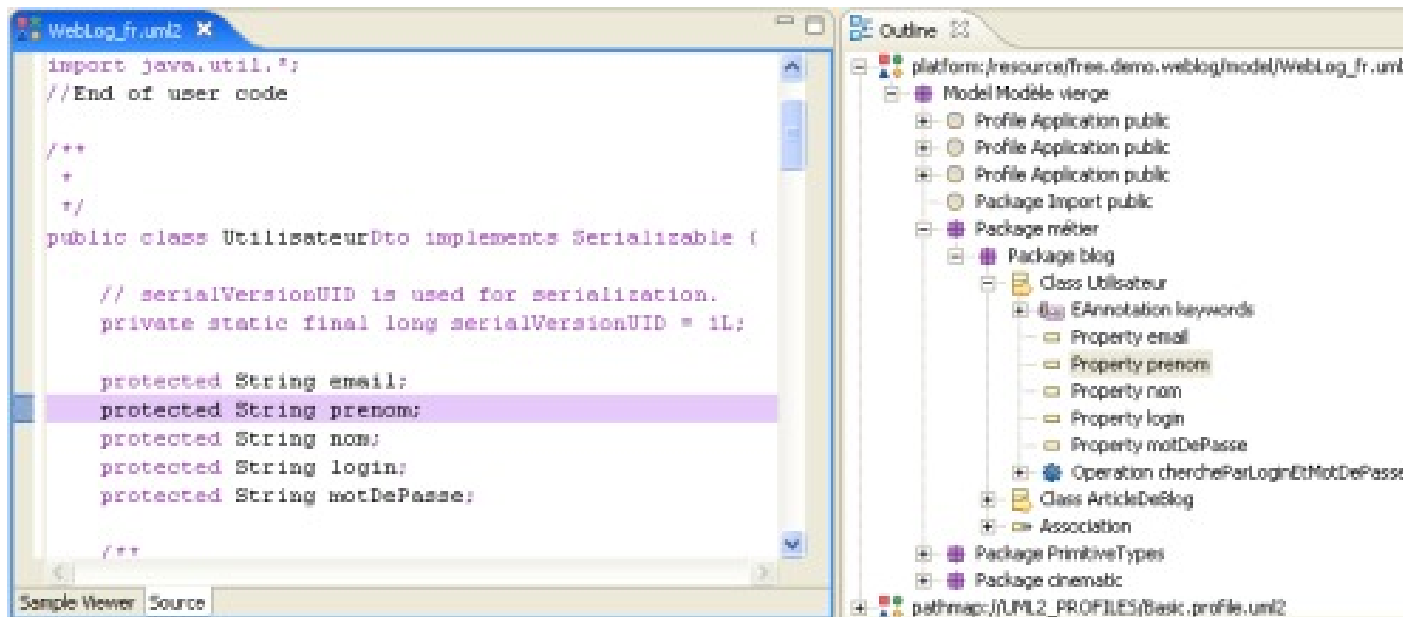 WebLog_fr.uml2
import java.util.*;
//End of user code
/**
*
*/
public class UtilisateurDto implements Serializable {
// serialVersionUID is used for serialization.
private static final long serialVersionUID = 1L;
protected String email;
protected String prenom;
protected String nom;
protected String login;
protected String motDePasse;
/**
Sample Viewer Source
Outline
platform:/resource/free.demo.weblog/model/WebLog_fr.uml
Model Modèle vierge
Profile Application public
Profile Application public
Profile Application public
Package Import public
Package métier
Package blog
Class Utilisateur
EAnnotation keywords
Property email
Property prenom
Property nom
Property login
Property motDePasse
Operation chercheParLoginEtMotDePasse
Class ArticleDeBlog
Association
Package PrimitiveTypes
Package cinematic
pathmap://UML2_PROFILES/Basic.profile.uml2